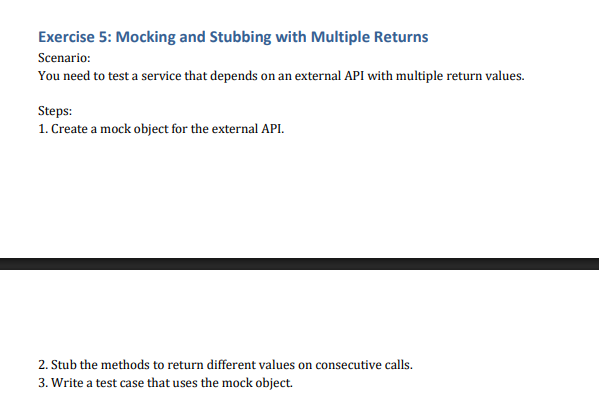 Exercise 5: Mocking and Stubbing with Multiple Returns
Scenario:
You need to test a service that depends on an external API with multiple return values.
Steps:
1. Create a mock object for the external API.
2. Stub the methods to return different values on consecutive calls.
3. Write a test case that uses the mock object.